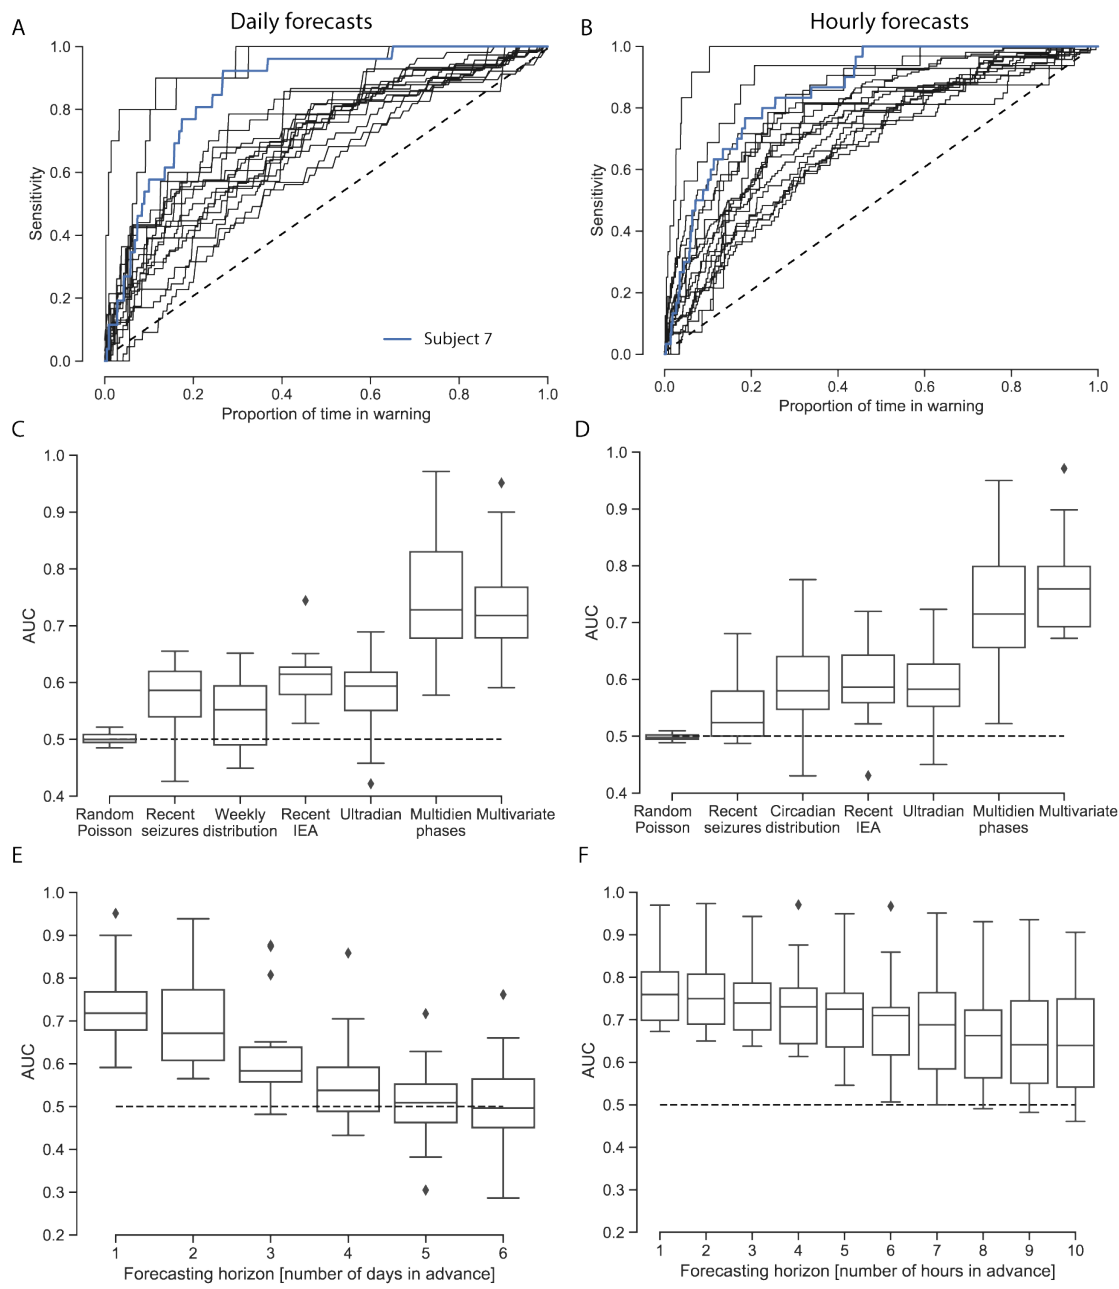 A
Daily forecasts
1.0
0.8
0.6
0.4
0.2
0.0
Sensitivity
Subject 7
0.0 0.2 0.4 0.6 0.8 1.0
Proportion of time in warning
B
Hourly forecasts
1.0
0.8
0.6
0.4
0.2
0.0
Sensitivity
0.0 0.2 0.4 0.6 0.8 1.0
Proportion of time in warning
C
1.0
0.9
0.8
0.7
0.6
0.5
0.4
AUC
Random Recent Weekly Recent Ultradian Multidien Multivariate
Poisson seizures distribution IEA phases
D
1.0
0.9
0.8
0.7
0.6
0.5
0.4
AUC
Random Recent Circadian Recent Ultradian Multidien Multivariate
Poisson seizures distribution IEA phases
E
1.0
0.9
0.8
0.7
0.6
0.5
0.4
0.3
0.2
AUC
1 2 3 4 5 6
Forecasting horizon [number of days in advance]
F
1.0
0.9
0.8
0.7
0.6
0.5
0.4
0.3
0.2
AUC
1 2 3 4 5 6 7 8 9 10
Forecasting horizon [number of hours in advance]